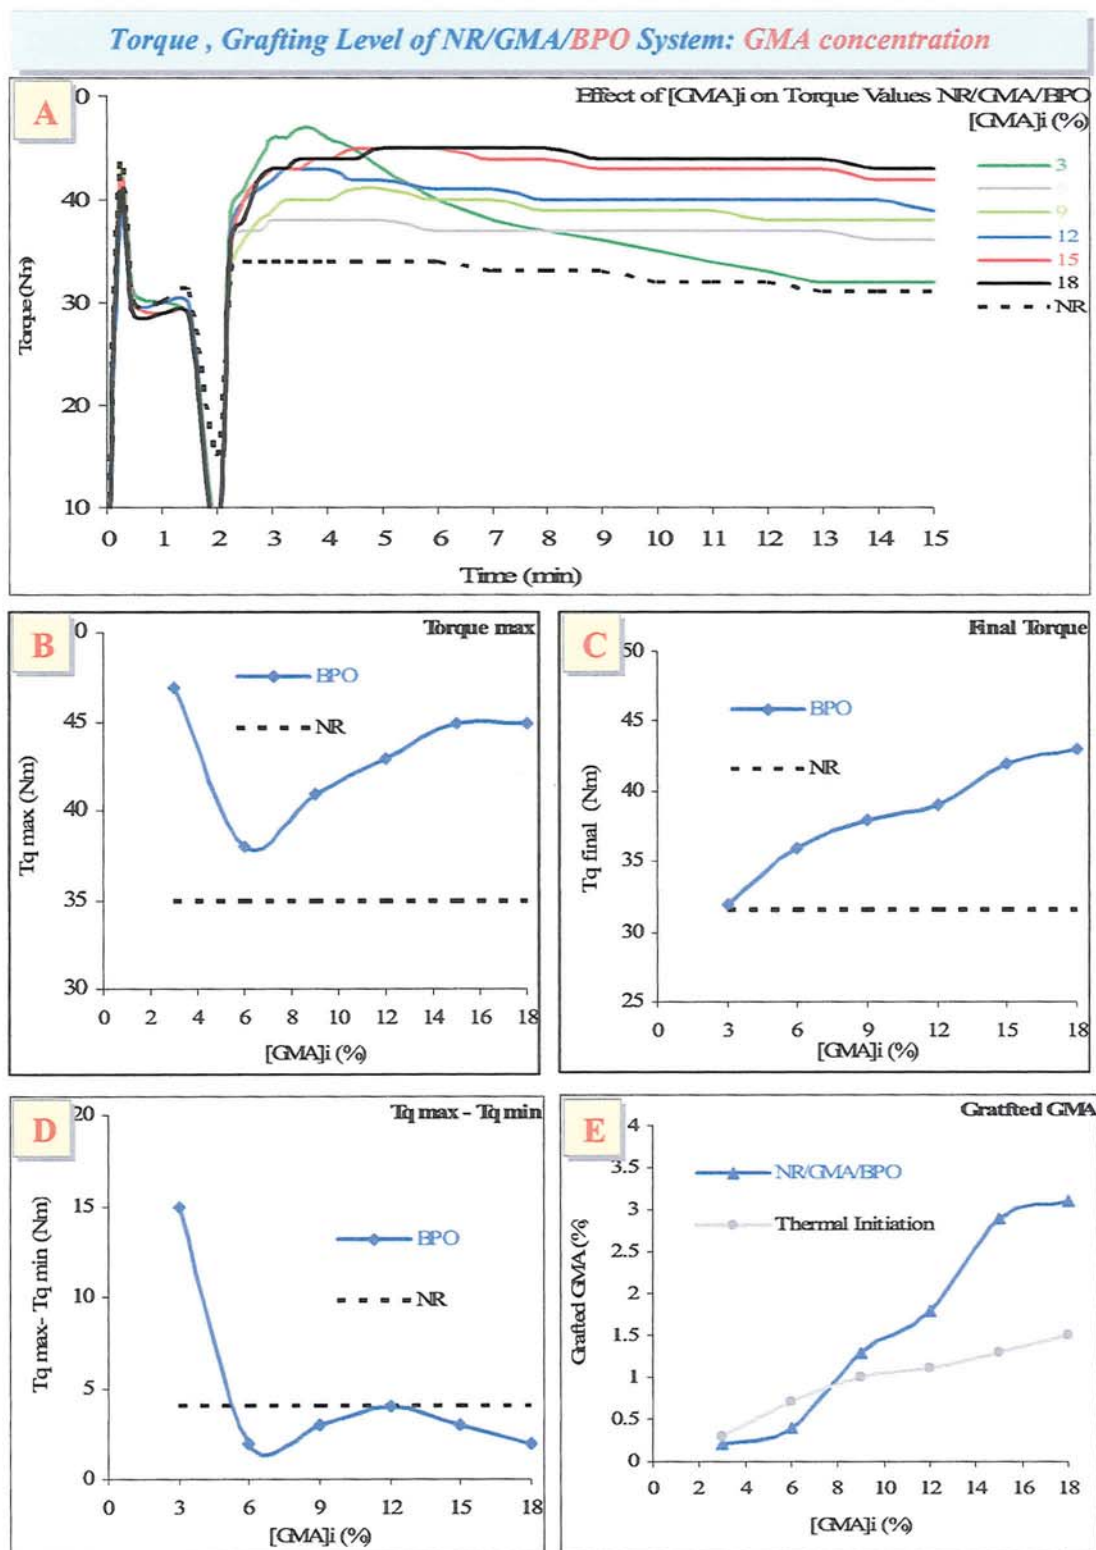 Torque , Grafting Level of NR/GMA/BPO System: GMA concentration
A
Effect of [GMA]i on Torque Values NR/GMA/BPO
[GMA]i (%)
3
9
12
15
18
NR
0
40
30
20
10
Torque (Nm)
0 1 2 3 4 5 6 7 8 9 10 11 12 13 14 15
Time (min)
B
Torque max
BPO
NR
0
45
40
35
30
Tq max (Nm)
0 2 4 6 8 10 12 14 16 18
[GMA]i (%)
C
Final Torque
BPO
NR
50
45
40
35
30
25
Tq final (Nm)
0 3 6 9 12 15 18
[GMA]i (%)
D
Tq max - Tq min
BPO
NR
20
15
10
5
0
Tq max- Tq min (Nm)
0 3 6 9 12 15 18
[GMA]i (%)
E
Gratfted GMA
NR/GMA/BPO
Thermal Initiation
4
3.5
3
2.5
2
1.5
1
0.5
0
Grafted GMA (%)
0 2 4 6 8 10 12 14 16 18
[GMA]i (%)